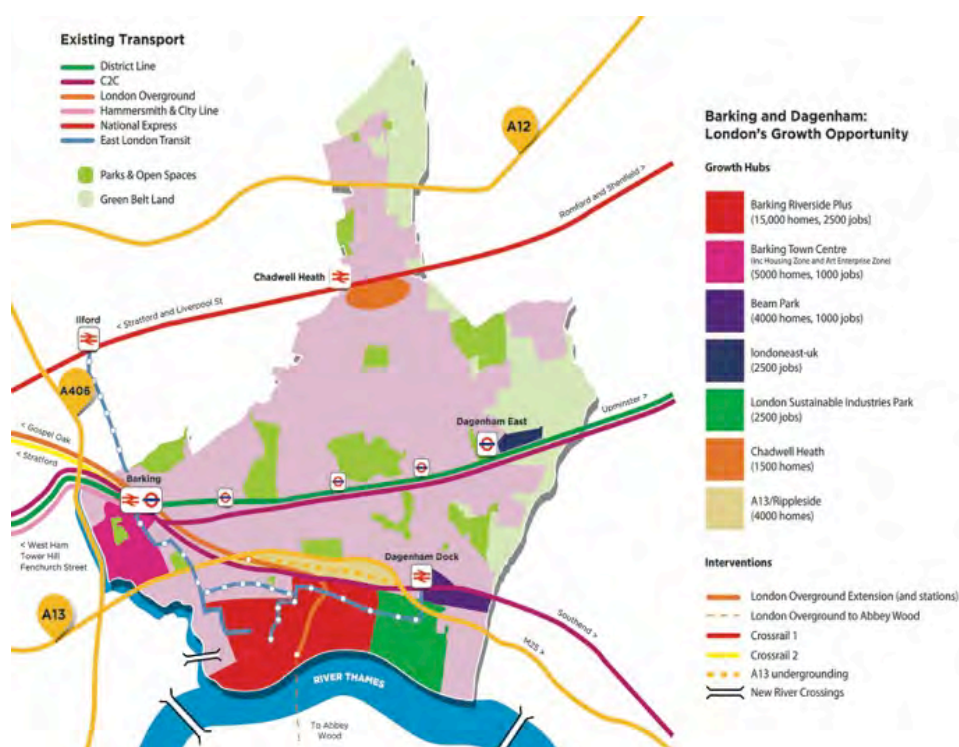 Existing Transport
District Line
C2C
London Overground
Hammersmith & City Line
National Express
East London Transit
Parks & Open Spaces
Green Belt Land
A12
Romford and Shenfield >
Chadwell Heath
< Stratford and Liverpool St
Ilford
A406
< Gospel Oak
< Stratford
Barking
Dagenham East
Upminster >
< West Ham
Tower Hill
Fenchurch Street
Dagenham Dock
A13
Southend >
M25 >
RIVER THAMES
To Abbey
Wood
Barking and Dagenham:
London's Growth Opportunity
Growth Hubs
Barking Riverside Plus
(15,000 homes, 2500 jobs)
Barking Town Centre
(Inc Housing Zone and Art Enterprise Zone)
(5000 homes, 1000 jobs)
Beam Park
(4000 homes, 1000 jobs)
londoneast-uk
(2500 jobs)
London Sustainable Industries Park
(2500 jobs)
Chadwell Heath
(1500 homes)
A13/Rippleside
(4000 homes)
Interventions
London Overground Extension (and stations)
London Overground to Abbey Wood
Crossrail 1
Crossrail 2
A13 undergrounding
New River Crossings